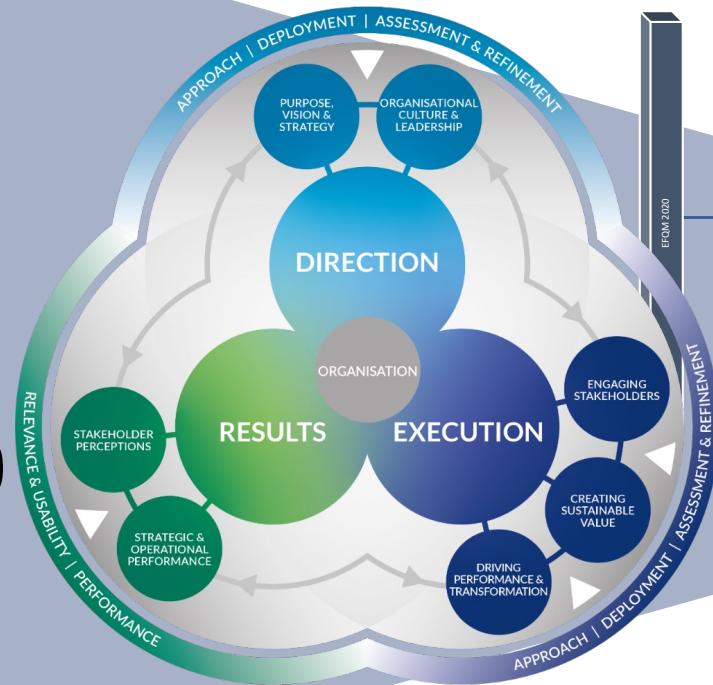 APPROACH | DEPLOYMENT | ASSESSMENT & REFINEMENT
PURPOSE,
VISION &
STRATEGY
ORGANISATIONAL
CULTURE &
LEADERSHIP
DIRECTION
EFQM 2020
ORGANISATION
RESULTS
EXECUTION
ENGAGING
STAKEHOLDERS
CREATING
SUSTAINABLE
VALUE
DRIVING
PERFORMANCE &
TRANSFORMATION
APPROACH | DEPLOYMENT | ASSESSMENT & REFINEMENT
STAKEHOLDER
PERCEPTIONS
STRATEGIC &
OPERATIONAL
PERFORMANCE
RELEVANCE & USABILITY | PERFORMANCE